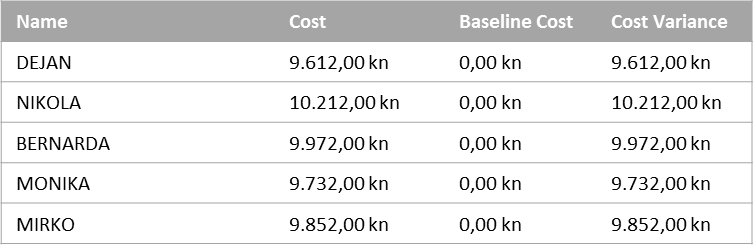 Name Cost Baseline Cost Cost Variance
DEJAN 9.612,00 kn 0,00 kn 9.612,00 kn
NIKOLA 10.212,00 kn 0,00 kn 10.212,00 kn
BERNARDA 9.972,00 kn 0,00 kn 9.972,00 kn
MONIKA 9.732,00 kn 0,00 kn 9.732,00 kn
MIRKO 9.852,00 kn 0,00 kn 9.852,00 kn